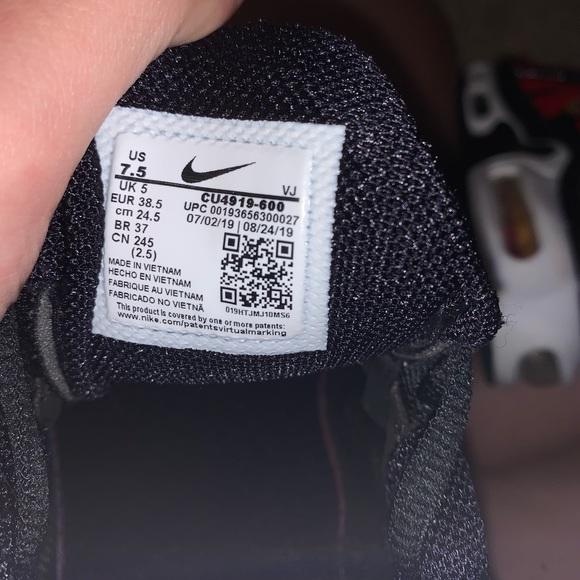 US
7.5
UK 5
EUR 38.5
cm 24.5
BR 37
CN 245
(2.5)
VJ
CU4919-600
UPC 00193656300027
07/02/19 | 08/24/19
MADE IN VIETNAM
HECHO EN VIETNAM
FABRIQUE AU VIETNAM
FABRICADO NO VIETNÃ
019HTJMJ10MS6
This product is covered by one or more patents:
www.nike.com/patentsvirtualmarking